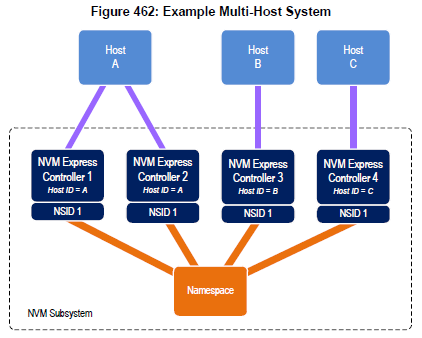 Figure 462: Example Multi-Host System
Host
A
Host
B
Host
C
NVM Express
Controller 1
Host ID = A
NSID 1
NVM Express
Controller 2
Host ID = A
NSID 1
NVM Express
Controller 3
Host ID = B
NSID 1
NVM Express
Controller 4
Host ID = C
NSID 1
Namespace
NVM Subsystem